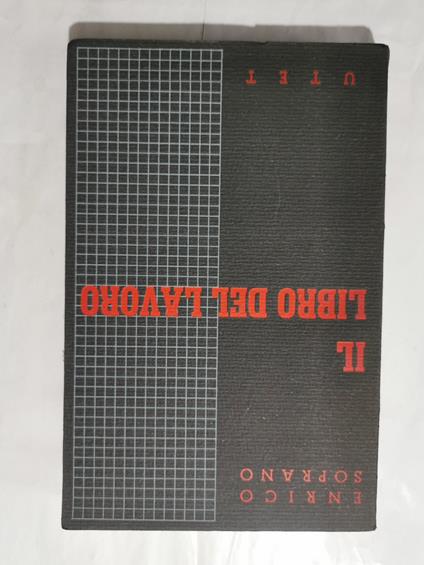 ENRICO
SOPRANO
IL
LIBRO DEL LAVORO
UTET